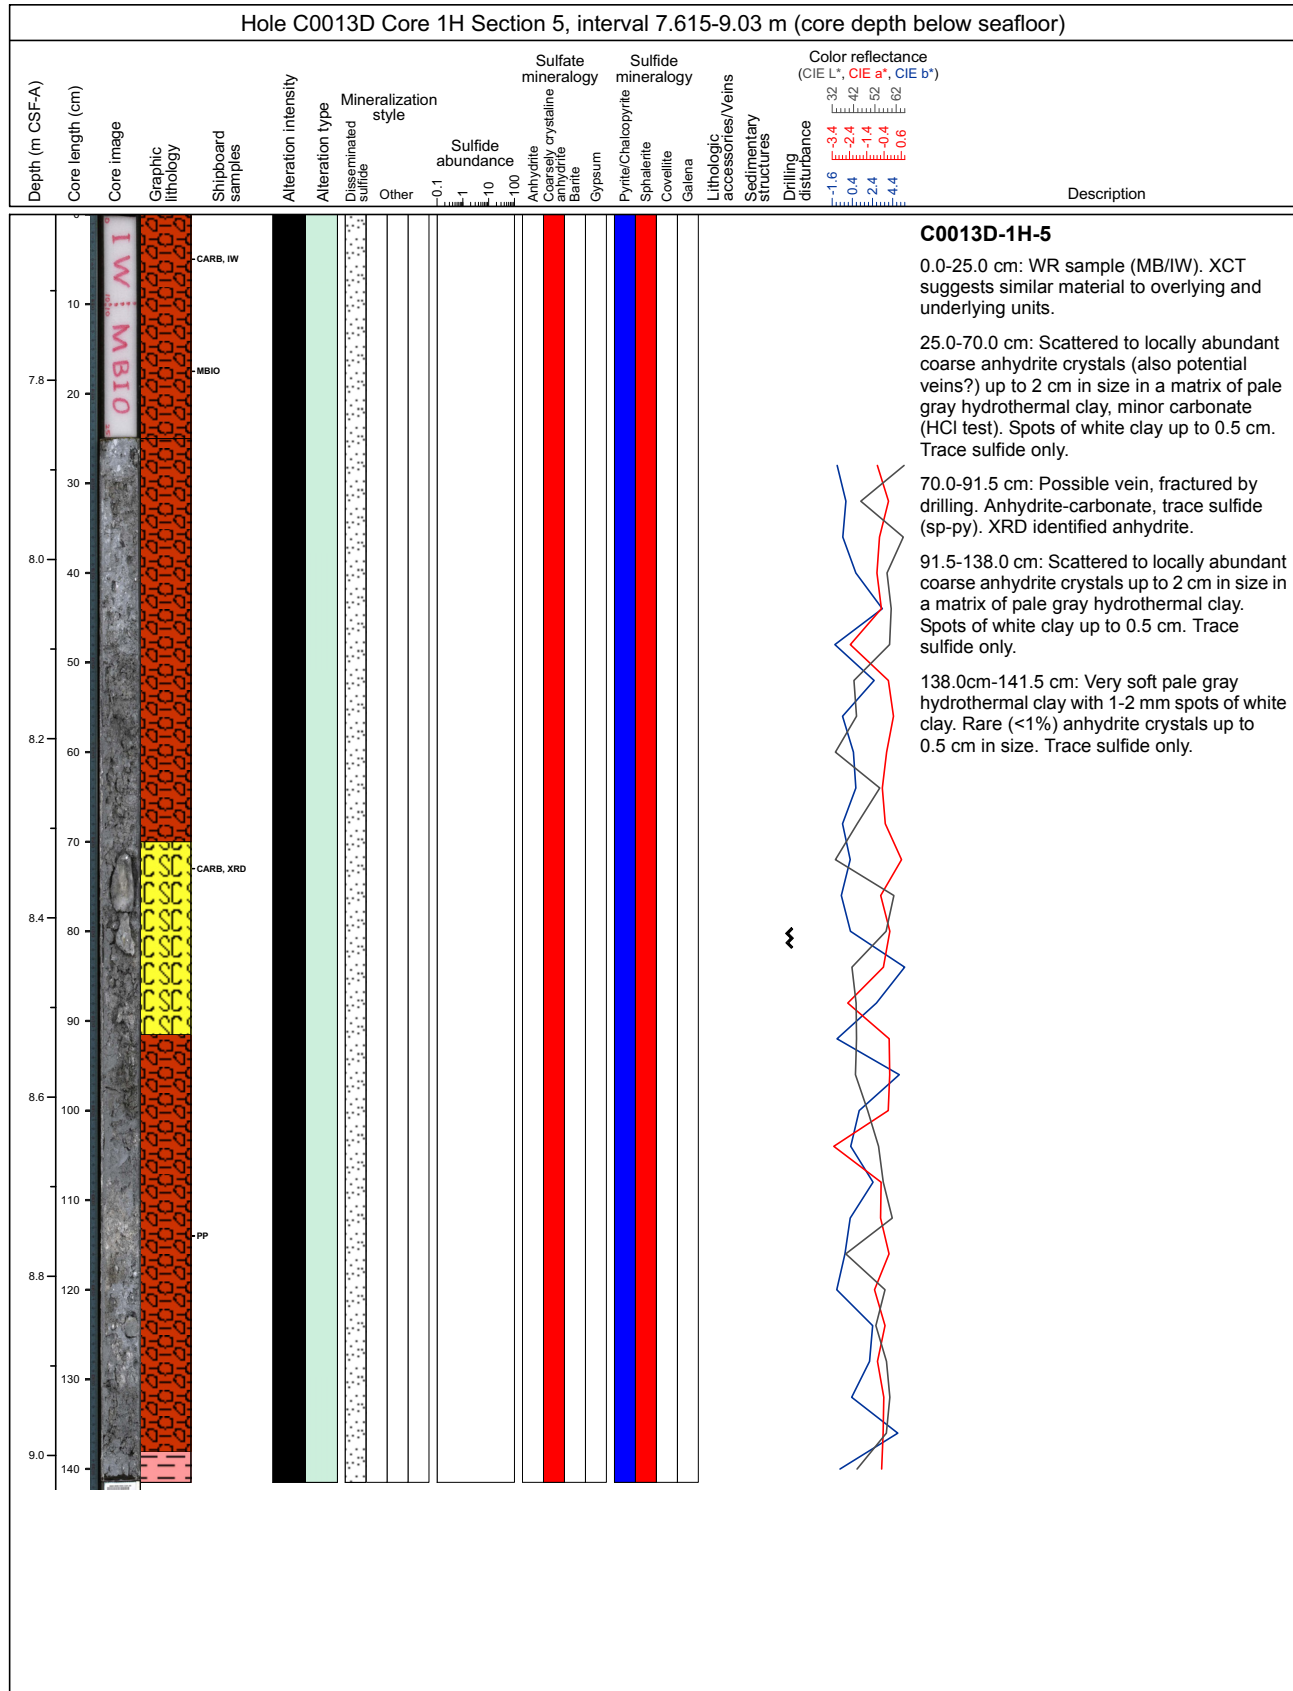 Hole C0013D Core 1H Section 5, interval 7.615-9.03 m (core depth below seafloor)
Depth (m CSF-A)
Core length (cm)
Core image
Graphic
lithology
Shipboard
samples
Alteration intensity
Alteration type
Mineralization
style
Disseminated
sulfide
Other
Sulfide
abundance
0.1
1
10
100
Sulfate
mineralogy
Anhydrite
Coarsely crystaline
anhydrite
Barite
Gypsum
Sulfide
mineralogy
Pyrite/Chalcopyrite
Sphalerite
Covellite
Galena
Lithologic
accessories/Veins
Sedimentary
structures
Drilling
disturbance
Color reflectance
(CIE L*, CIE a*, CIE b*)
32 42 52 62
-3.4 -2.4 -1.4 -0.4 0.6
-1.6 0.4 2.4 4.4
Description
7.8
8.0
8.2
8.4
8.6
8.8
9.0
0
10
20
30
40
50
60
70
80
90
100
110
120
130
140
IW MBIO
CARB, IW
MBIO
CARB, XRD
PP
C0013D-1H-5
0.0-25.0 cm: WR sample (MB/IW). XCT
suggests similar material to overlying and
underlying units.
25.0-70.0 cm: Scattered to locally abundant
coarse anhydrite crystals (also potential
veins?) up to 2 cm in size in a matrix of pale
gray hydrothermal clay, minor carbonate
(HCl test). Spots of white clay up to 0.5 cm.
Trace sulfide only.
70.0-91.5 cm: Possible vein, fractured by
drilling. Anhydrite-carbonate, trace sulfide
(sp-py). XRD identified anhydrite.
91.5-138.0 cm: Scattered to locally abundant
coarse anhydrite crystals up to 2 cm in size in
a matrix of pale gray hydrothermal clay.
Spots of white clay up to 0.5 cm. Trace
sulfide only.
138.0cm-141.5 cm: Very soft pale gray
hydrothermal clay with 1-2 mm spots of white
clay. Rare (<1%) anhydrite crystals up to
0.5 cm in size. Trace sulfide only.